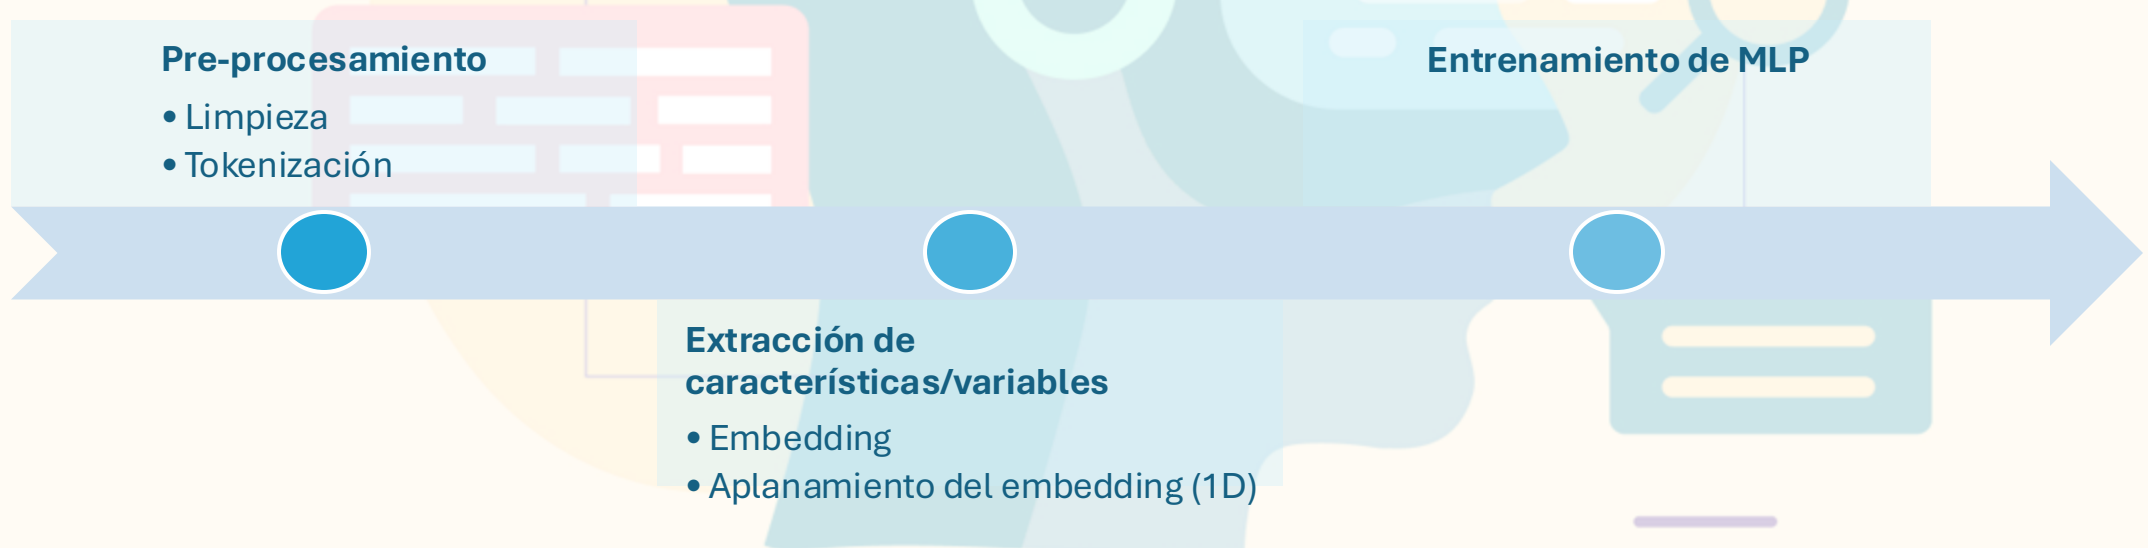 Pre-procesamiento
• Limpieza
• Tokenización
Extracción de
características/variables
• Embedding
• Aplanamiento del embedding (1D)
Entrenamiento de MLP